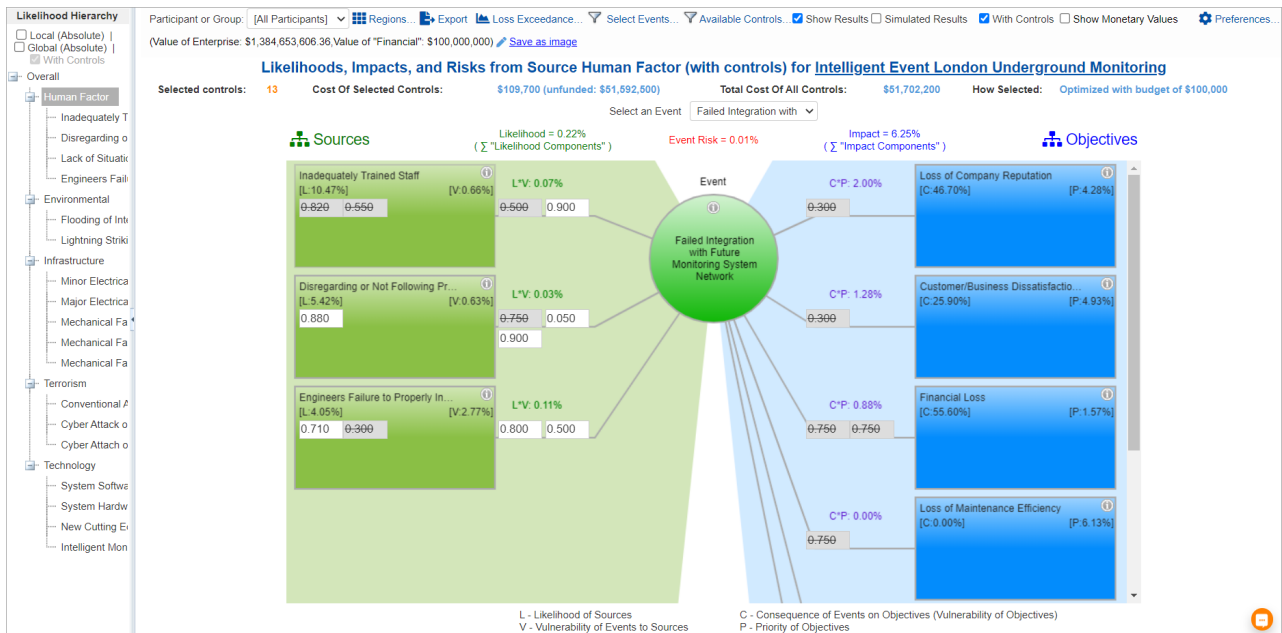 Likelihood Hierarchy
Participant or Group: [All Participants] Regions... Export Loss Exceedance... Select Events... Available Controls... Show Results Simulated Results With Controls Show Monetary Values Preferences...
Local (Absolute) |
Global (Absolute) |
With Controls
(Value of Enterprise: $1,384,653,606.36,Value of "Financial": $100,000,000) Save as image
Likelihoods, Impacts, and Risks from Source Human Factor (with controls) for Intelligent Event London Underground Monitoring
Selected controls: 13 Cost Of Selected Controls: $109,700 (unfunded: $51,592,500) Total Cost Of All Controls: $51,702,200 How Selected: Optimized with budget of $100,000
Select an Event Failed Integration with
Overall
Human Factor
Inadequately T
Disregarding o
Lack of Situatic
Engineers Fail
Environmental
Flooding of Int
Lightning Striki
Infrastructure
Minor Electrica
Major Electrica
Mechanical Fa
Mechanical Fa
Mechanical Fa
Terrorism
Conventional A
Cyber Attack o
Cyber Attach o
Technology
System Softwa
System Hardw
New Cutting E
Intelligent Mon
Sources
Likelihood = 0.22%
( ∑ "Likelihood Components" )
Event Risk = 0.01%
Impact = 6.25%
( ∑ "Impact Components" )
Objectives
Inadequately Trained Staff
[L:10.47%] [V:0.66%]
0.820 0.550
L*V: 0.07%
0.500 0.900
Disregarding or Not Following Pr...
[L:5.42%] [V:0.63%]
0.880
L*V: 0.03%
0.750 0.050
0.900
Engineers Failure to Properly In...
[L:4.05%] [V:2.77%]
0.710 0.300
L*V: 0.11%
0.800 0.500
Event
Failed Integration
with Future
Monitoring System
Network
C*P: 2.00%
0.300
Loss of Company Reputation
[C:46.70%] [P:4.28%]
C*P: 1.28%
0.300
Customer/Business Dissatisfactio...
[C:25.90%] [P:4.93%]
C*P: 0.88%
0.750 0.750
Financial Loss
[C:55.60%] [P:1.57%]
C*P: 0.00%
0.750
Loss of Maintenance Efficiency
[C:0.00%] [P:6.13%]
L - Likelihood of Sources
V - Vulnerability of Events to Sources
C - Consequence of Events on Objectives (Vulnerability of Objectives)
P - Priority of Objectives